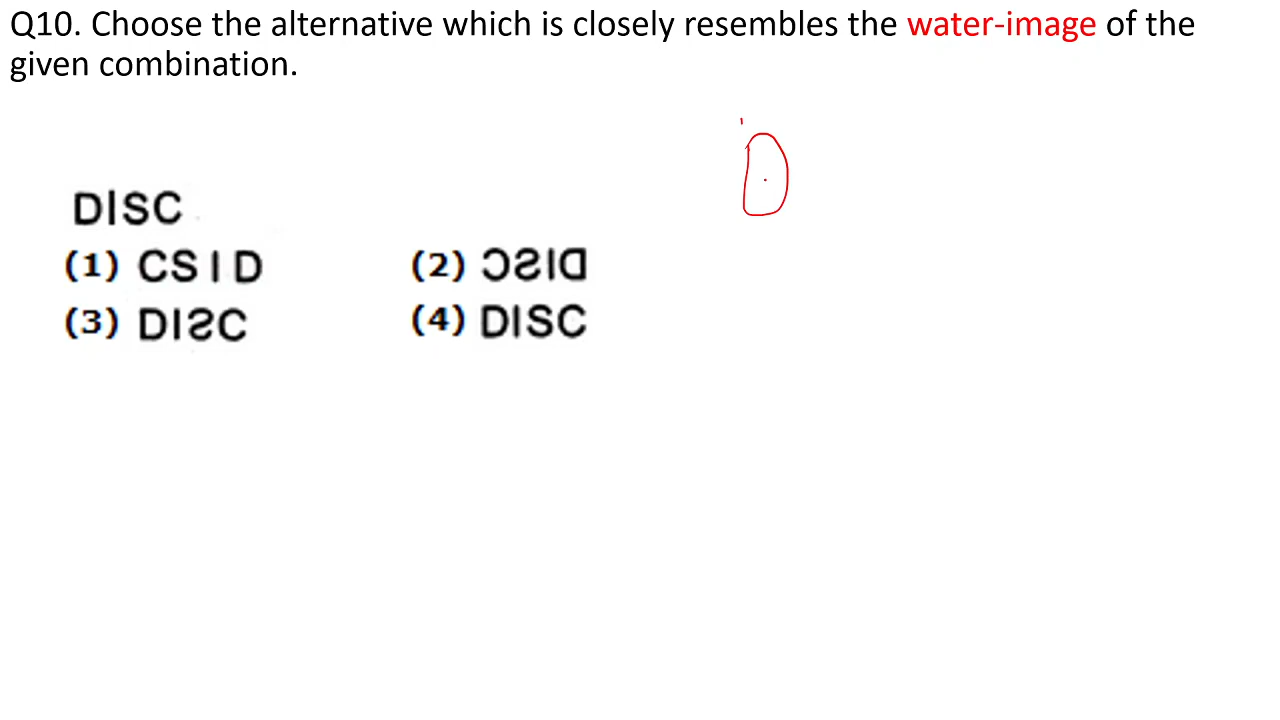 Q10. Choose the alternative which is closely resembles the water-image of the
given combination.
D
DISC
(1) CSID (2) ƆƧIᗡ
(3) DIƧC (4) DISC